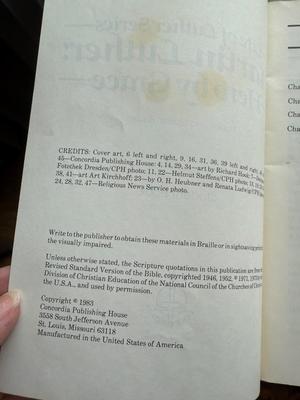 CREDITS: Cover art, 6 left and right, 9, 16, 31, 36, 39 left and right,
45—Concordia Publishing House; 4, 14, 29, 34—art by Richard Hook;
Fotothek Dresden/CPH photo; 11, 22—Helmut Steffens/CPH photo;
38, 41—art Art Kirchhoff; 23—by O. H. Heubner and Renata Ludwig/CPH
24, 28, 32, 47—Religious News Service photo.
Write to the publisher to obtain these materials in Braille or in sightsaving
the visually impaired.
Unless otherwise stated, the Scripture quotations in this publication are from
Revised Standard Version of the Bible, copyrighted 1946, 1952, © 1971,
Division of Christian Education of the National Council of the Churches of
the U.S.A., and used by permission.
Copyright © 1983
Concordia Publishing House
3558 South Jefferson Avenue
St. Louis, Missouri 63118
Manufactured in the United States of America
Cha
Cha
Cha